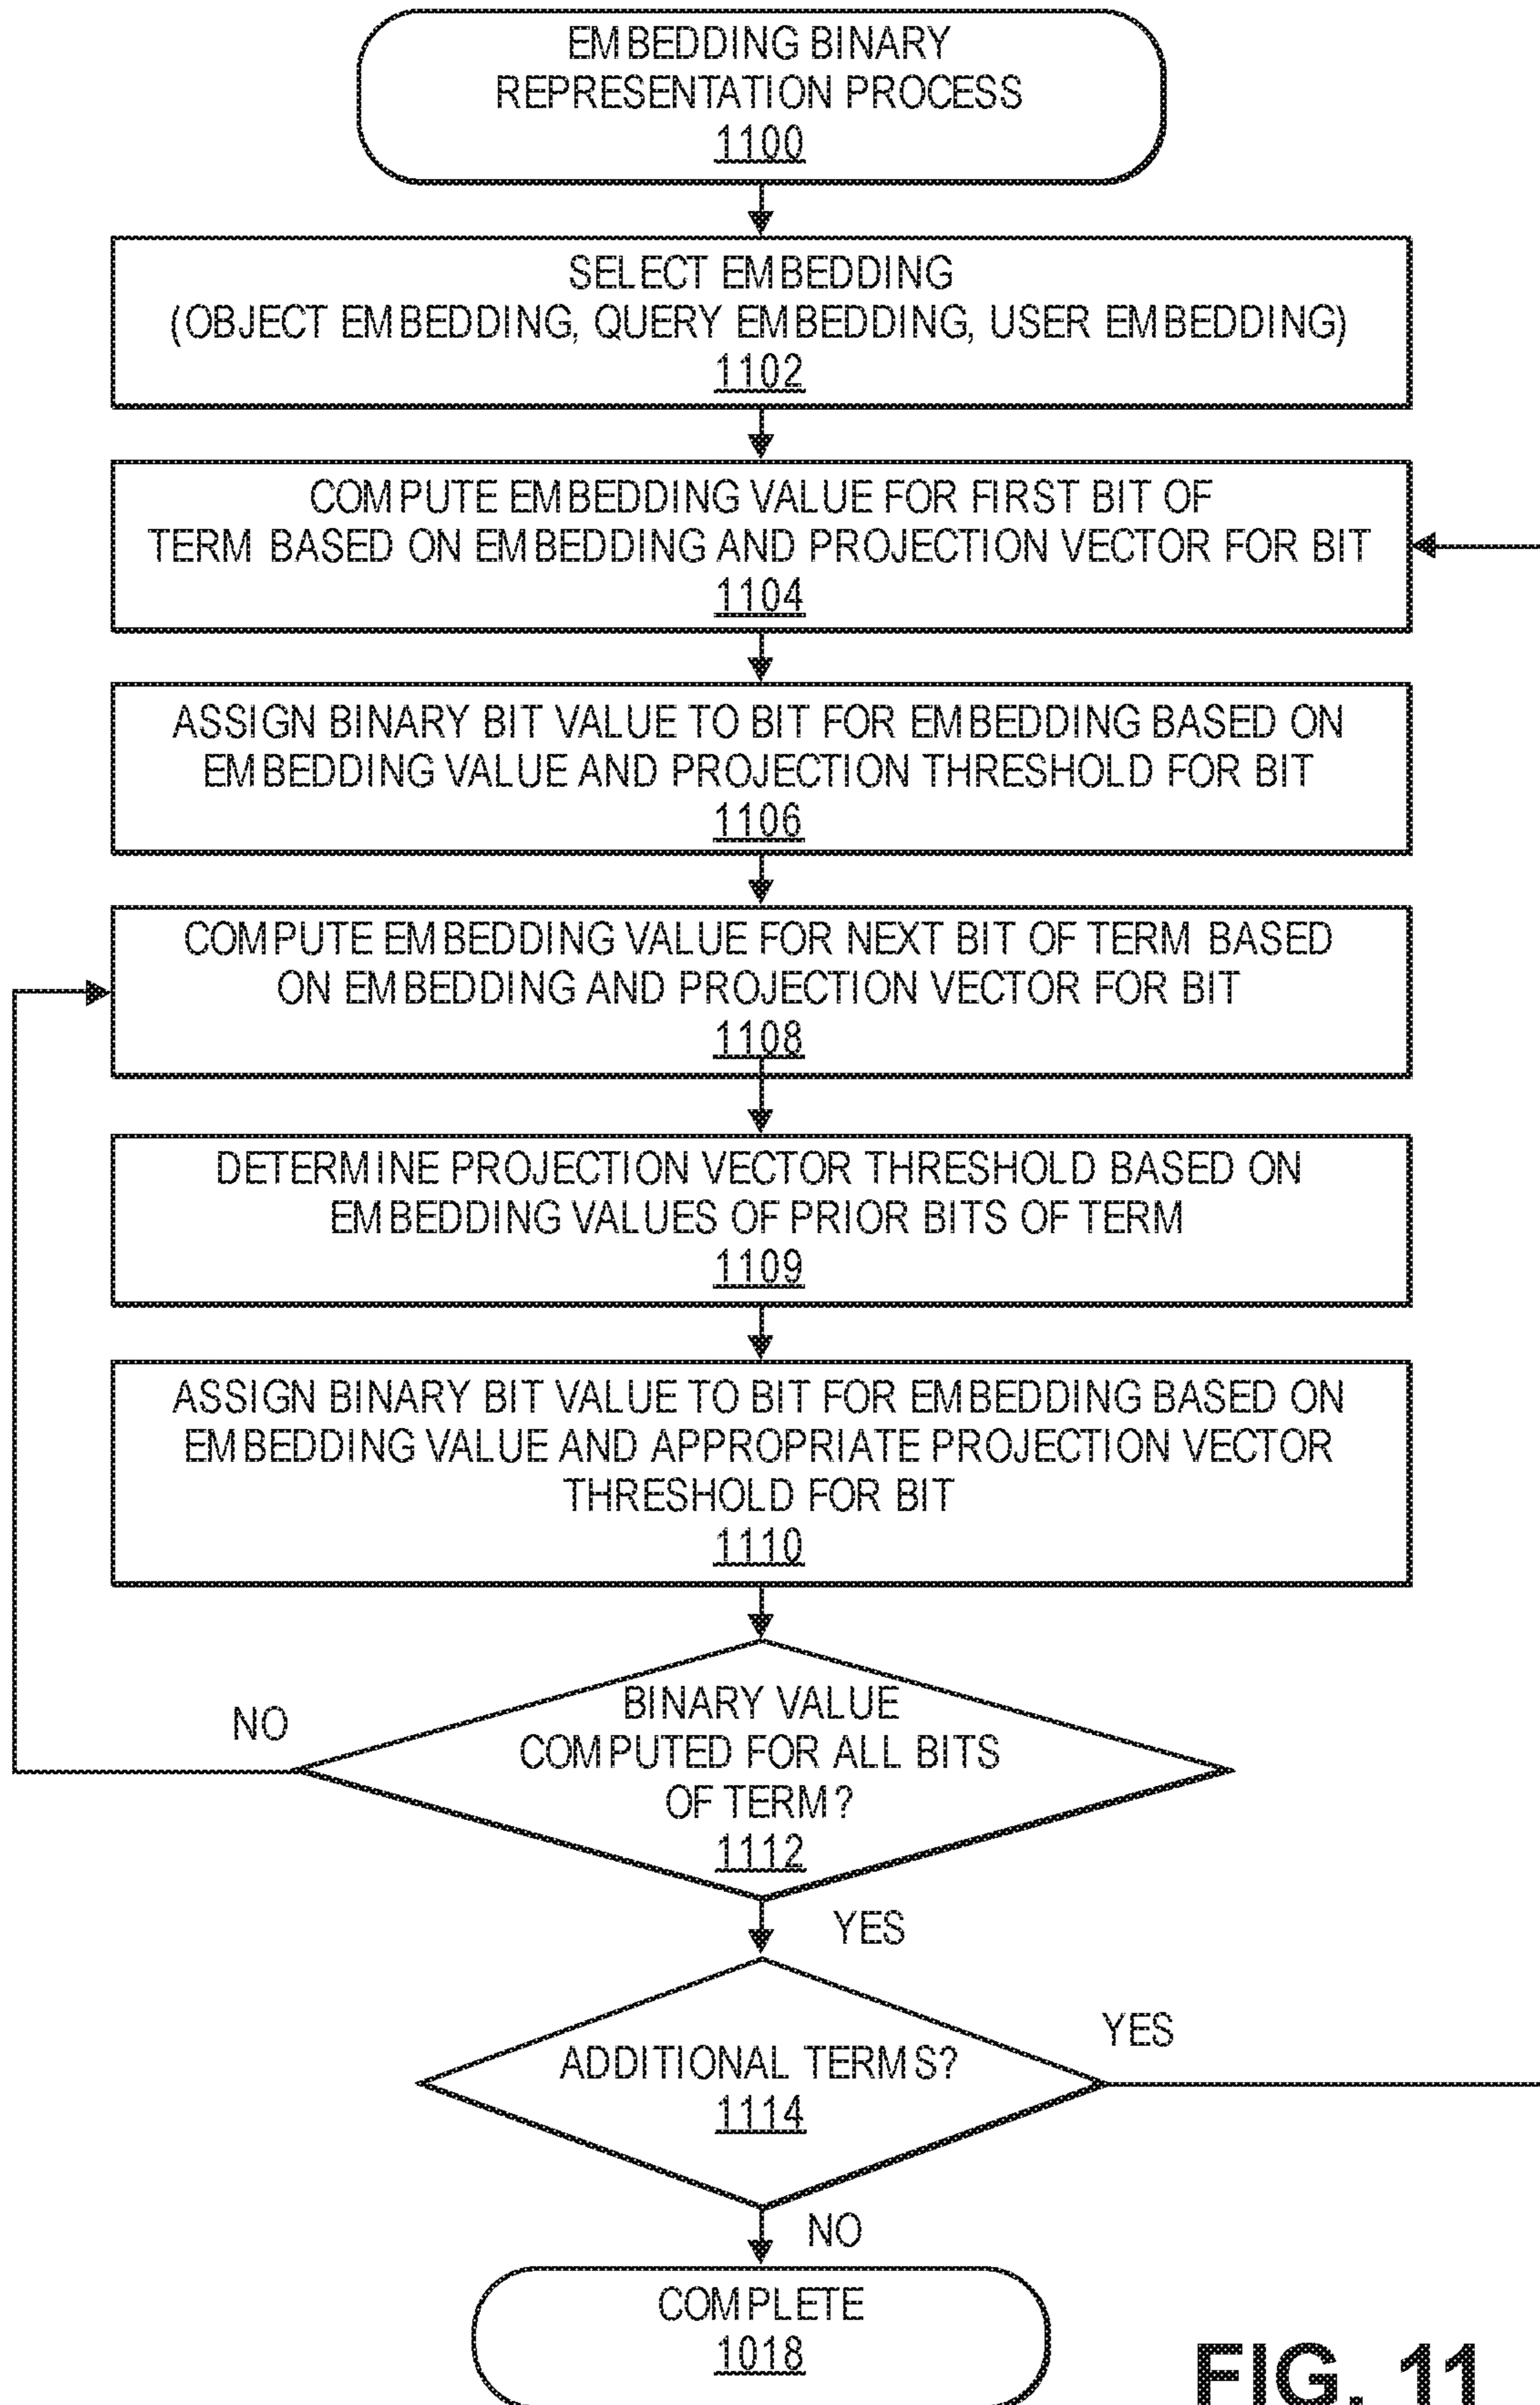 EMBEDDING BINARY
REPRESENTATION PROCESS
1100
SELECT EMBEDDING
(OBJECT EMBEDDING, QUERY EMBEDDING, USER EMBEDDING)
1102
COMPUTE EMBEDDING VALUE FOR FIRST BIT OF
TERM BASED ON EMBEDDING AND PROJECTION VECTOR FOR BIT
1104
ASSIGN BINARY BIT VALUE TO BIT FOR EMBEDDING BASED ON
EMBEDDING VALUE AND PROJECTION THRESHOLD FOR BIT
1106
COMPUTE EMBEDDING VALUE FOR NEXT BIT OF TERM BASED
ON EMBEDDING AND PROJECTION VECTOR FOR BIT
1108
DETERMINE PROJECTION VECTOR THRESHOLD BASED ON
EMBEDDING VALUES OF PRIOR BITS OF TERM
1109
ASSIGN BINARY BIT VALUE TO BIT FOR EMBEDDING BASED ON
EMBEDDING VALUE AND APPROPRIATE PROJECTION VECTOR
THRESHOLD FOR BIT
1110
NO
BINARY VALUE
COMPUTED FOR ALL BITS
OF TERM?
1112
YES
YES
ADDITIONAL TERMS?
1114
NO
COMPLETE
1018
FIG. 11